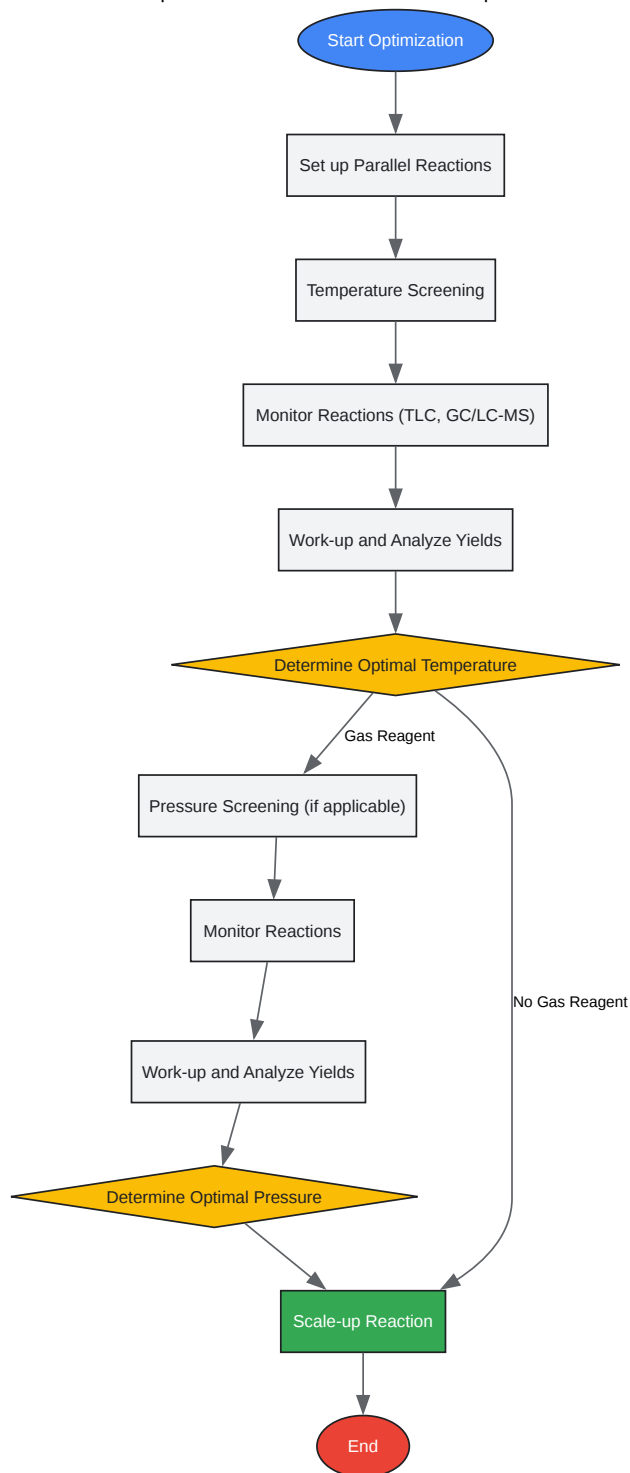 Start Optimization
Set up Parallel Reactions
Temperature Screening
Monitor Reactions (TLC, GC/LC-MS)
Work-up and Analyze Yields
Determine Optimal Temperature
Gas Reagent
Pressure Screening (if applicable)
Monitor Reactions
No Gas Reagent
Work-up and Analyze Yields
Determine Optimal Pressure
Scale-up Reaction
End